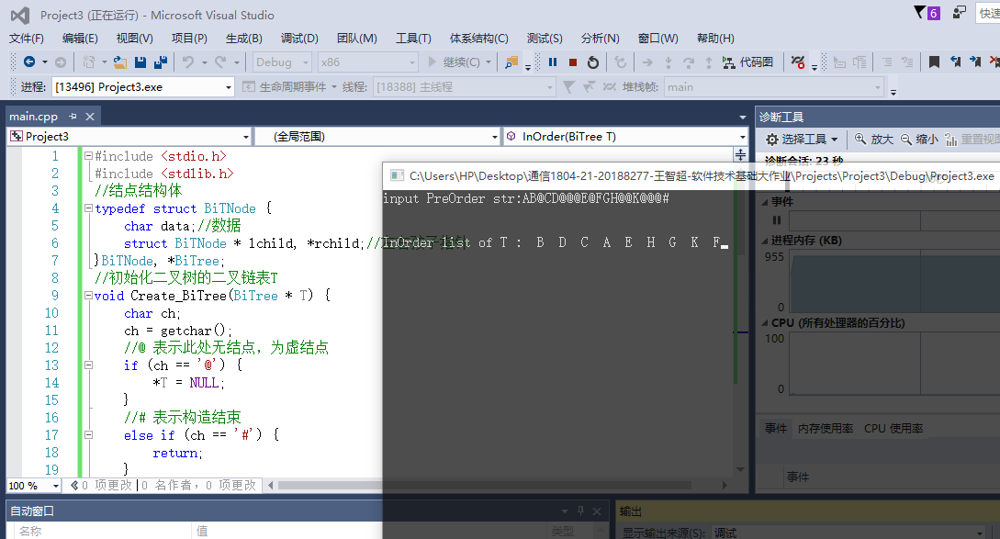 Project3 (正在运行) - Microsoft Visual Studio
6
快速
文件(F) 编辑(E) 视图(V) 项目(P) 生成(B) 调试(D) 团队(M) 工具(T) 体系结构(C) 测试(S) 分析(N) 窗口(W) 帮助(H)
Debug x86 继续(C) 代码图
进程: [13496] Project3.exe 生命周期事件 线程: [18388] 主线程 堆栈帧: main
main.cpp
Project3 (全局范围) InOrder(BiTree T)
1 #include <stdio.h>
2 #include <stdlib.h>
3 //结点结构体
4 typedef struct BiTNode {
5 char data;//数据
6 struct BiTNode * lchild, *rchild;//
7 }BiTNode, *BiTree;
8 //初始化二叉树的二叉链表T
9 void Create_BiTree(BiTree * T) {
10 char ch;
11 ch = getchar();
12 //@ 表示此处无结点，为虚结点
13 if (ch == '@') {
14 *T = NULL;
15 }
16 //# 表示构造结束
17 else if (ch == '#') {
18 return;
19 }
100 % 0 项更改 | 0 名作者，0 项更改
C:\Users\HP\Desktop\通信1804-21-20188277-王智超-软件技术基础大作业\Projects\Project3\Debug\Project3.exe
input PreOrder str:AB@CD@@@E@FGH@@K@@@#
InOrder list of T : B D C A E H G K F
诊断工具
选择工具 放大 缩小 重置视图
诊断会话: 23 秒
事件
进程内存 (KB)
955
0
CPU (所有处理器的百分比)
100
0
事件 内存使用率 CPU 使用率
事件
自动窗口
名称 值 类型
输出
显示输出来源(S): 调试